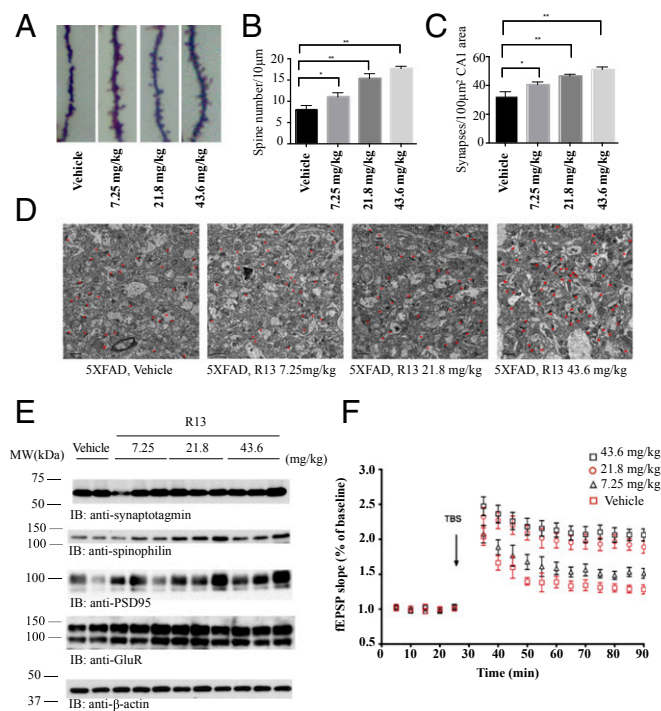 A
Vehicle
7.25 mg/kg
21.8 mg/kg
43.6 mg/kg
B
Spine number/10μm
20
15
10
5
0
*
**
**
Vehicle
7.25 mg/kg
21.8 mg/kg
43.6 mg/kg
C
Synapses/100μm² CA1 area
60
40
20
0
*
**
**
Vehicle
7.25 mg/kg
21.8 mg/kg
43.6 mg/kg
D
5XFAD, Vehicle
5XFAD, R13 7.25mg/kg
5XFAD, R13 21.8 mg/kg
5XFAD, R13 43.6 mg/kg
E
R13
MW(kDa) Vehicle 7.25 21.8 43.6 (mg/kg)
75
50
IB: anti-synaptotagmin
150
100
IB: anti-spinophilin
100
IB: anti-PSD95
150
100
IB: anti-GluR
50
37
IB: anti-β-actin
F
43.6 mg/kg
21.8 mg/kg
7.25 mg/kg
Vehicle
fEPSP slope (% of baseline)
3.0
2.5
2.0
1.5
1.0
0.5
TBS
0 10 20 30 40 50 60 70 80 90
Time (min)